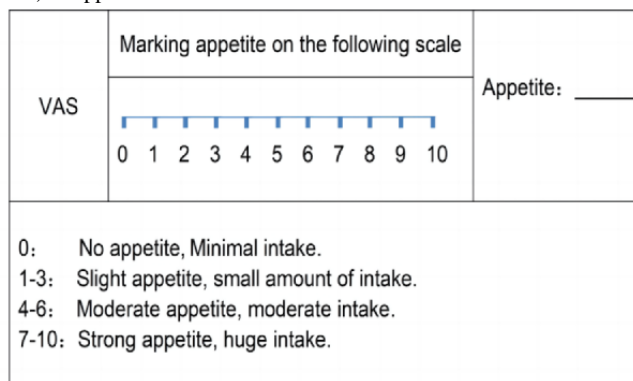 Marking appetite on the following scale
VAS
Appetite: ______
0 1 2 3 4 5 6 7 8 9 10
0: No appetite, Minimal intake.
1-3: Slight appetite, small amount of intake.
4-6: Moderate appetite, moderate intake.
7-10: Strong appetite, huge intake.